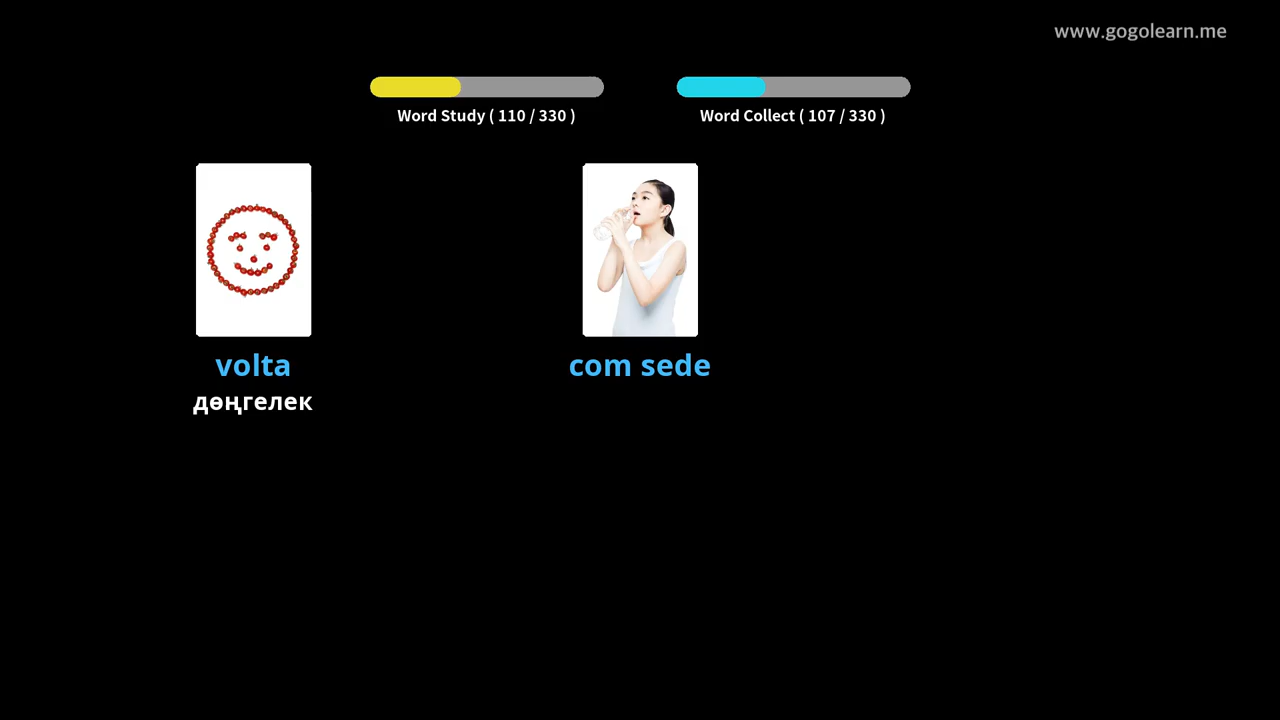 www.gogolearn.me
Word Study ( 110 / 330 )
Word Collect ( 107 / 330 )
volta
дөңгелек
com sede